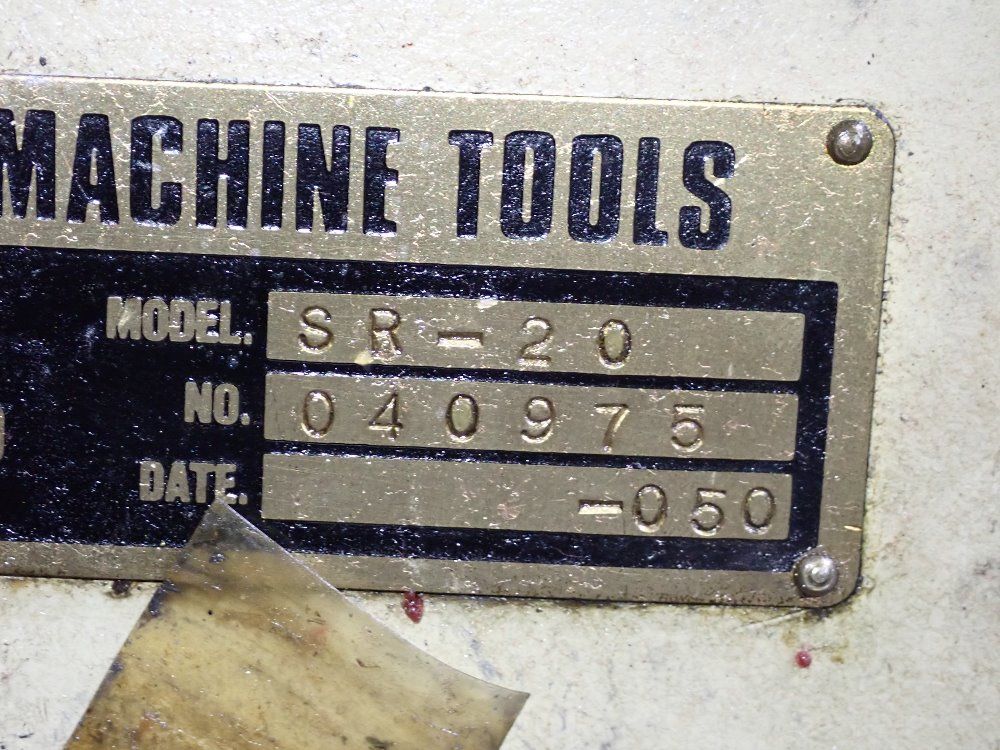 MACHINE TOOLS
MODEL. SR-20
NO. 040975
DATE. -050